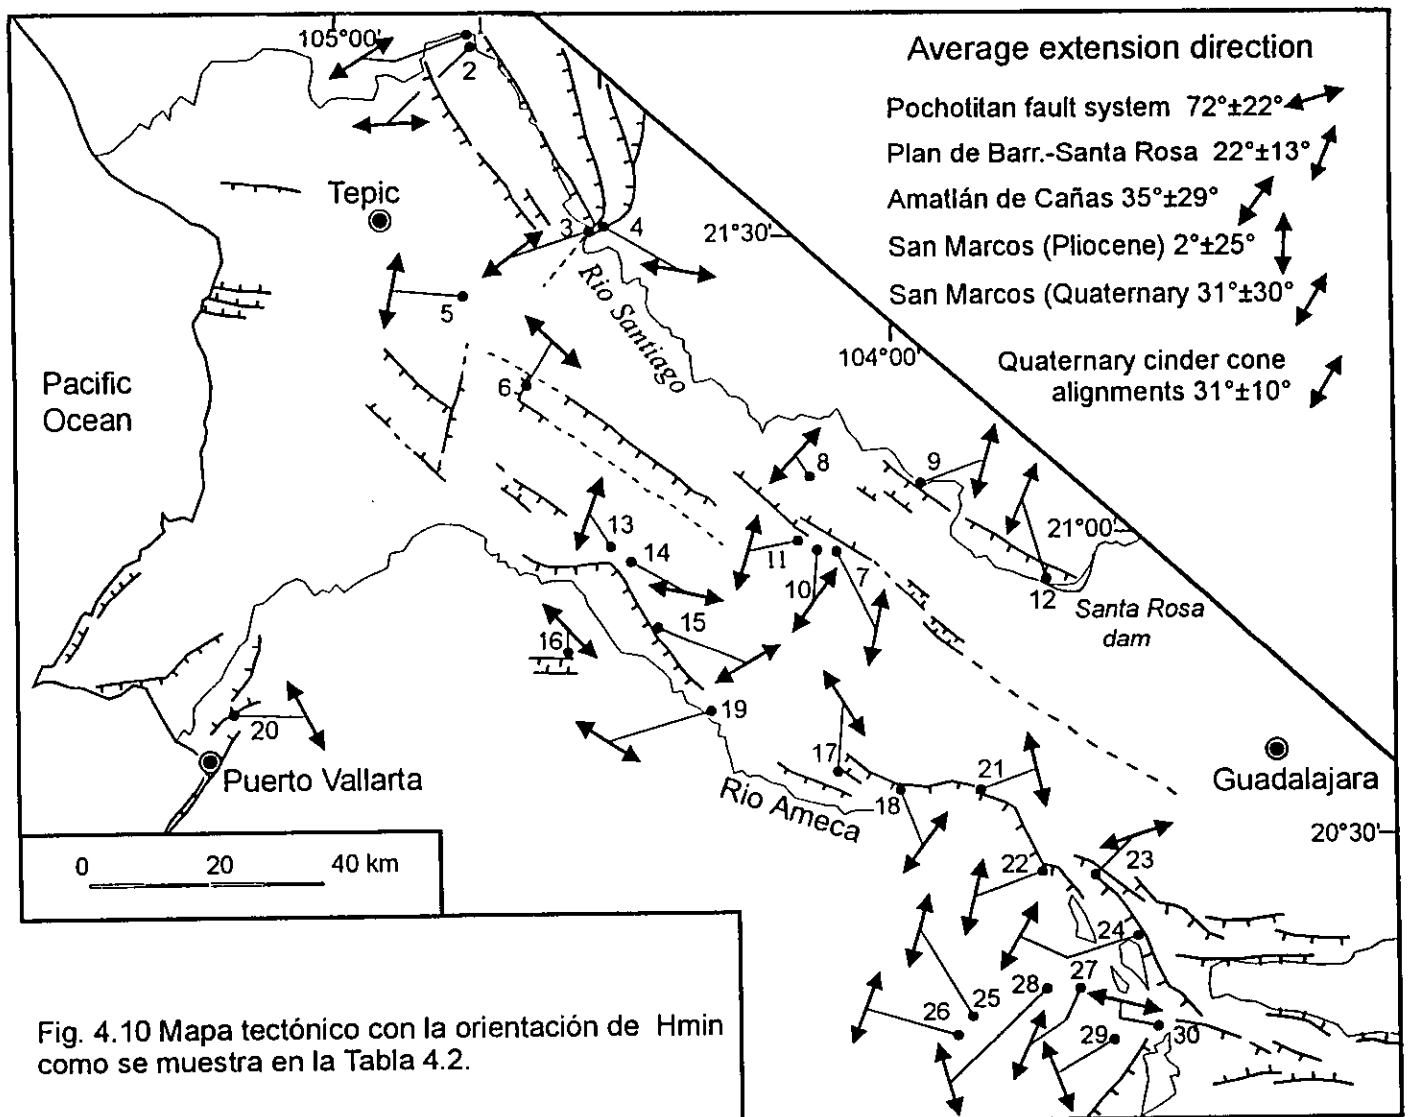 105°00'
Average extension direction
Pochotitan fault system 72°±22°
Plan de Barr.-Santa Rosa 22°±13°
Amatlán de Cañas 35°±29°
San Marcos (Pliocene) 2°±25°
San Marcos (Quaternary 31°±30°
Quaternary cinder cone
alignments 31°±10°
2
Tepic
3
4
21°30'
Rio Santiago
5
104°00'
6
Pacific
Ocean
8
9
21°00'
13
14
11
10
7
12
Santa Rosa
dam
15
16
19
20
Puerto Vallarta
17
18
21
Rio Ameca
Guadalajara
20°30'
0 20 40 km
22
23
24
25
26
27
28
29
30
Fig. 4.10 Mapa tectónico con la orientación de Hmin
como se muestra en la Tabla 4.2.